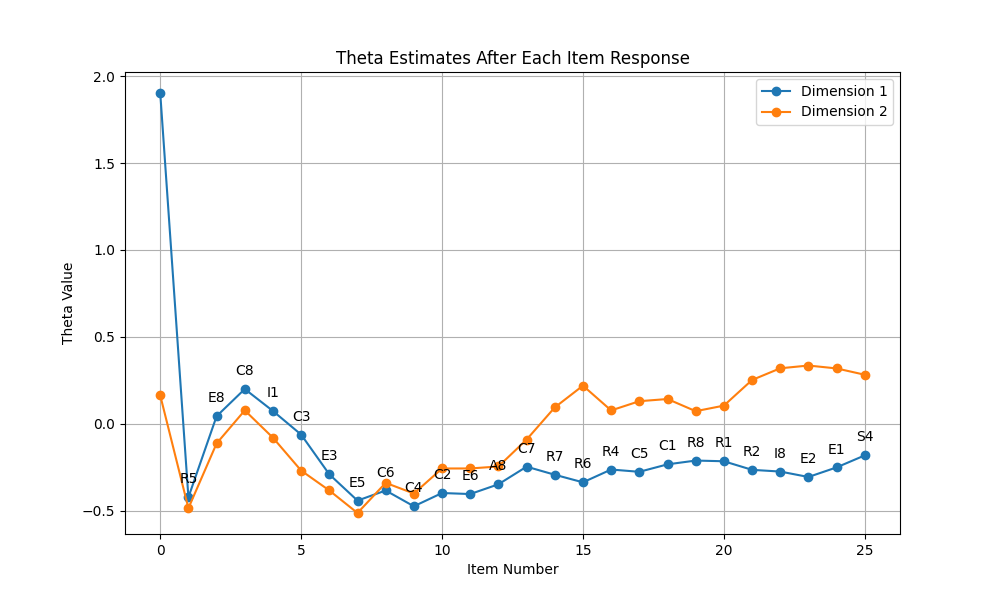 Theta Estimates After Each Item Response
Dimension 1
Dimension 2
Theta Value
2.0
1.5
1.0
0.5
0.0
−0.5
R5
E8
C8
I1
C3
E3
E5
C6
C4
C2
E6
A8
C7
R7
R6
R4
C5
C1
R8
R1
R2
I8
E2
E1
S4
0 5 10 15 20 25
Item Number